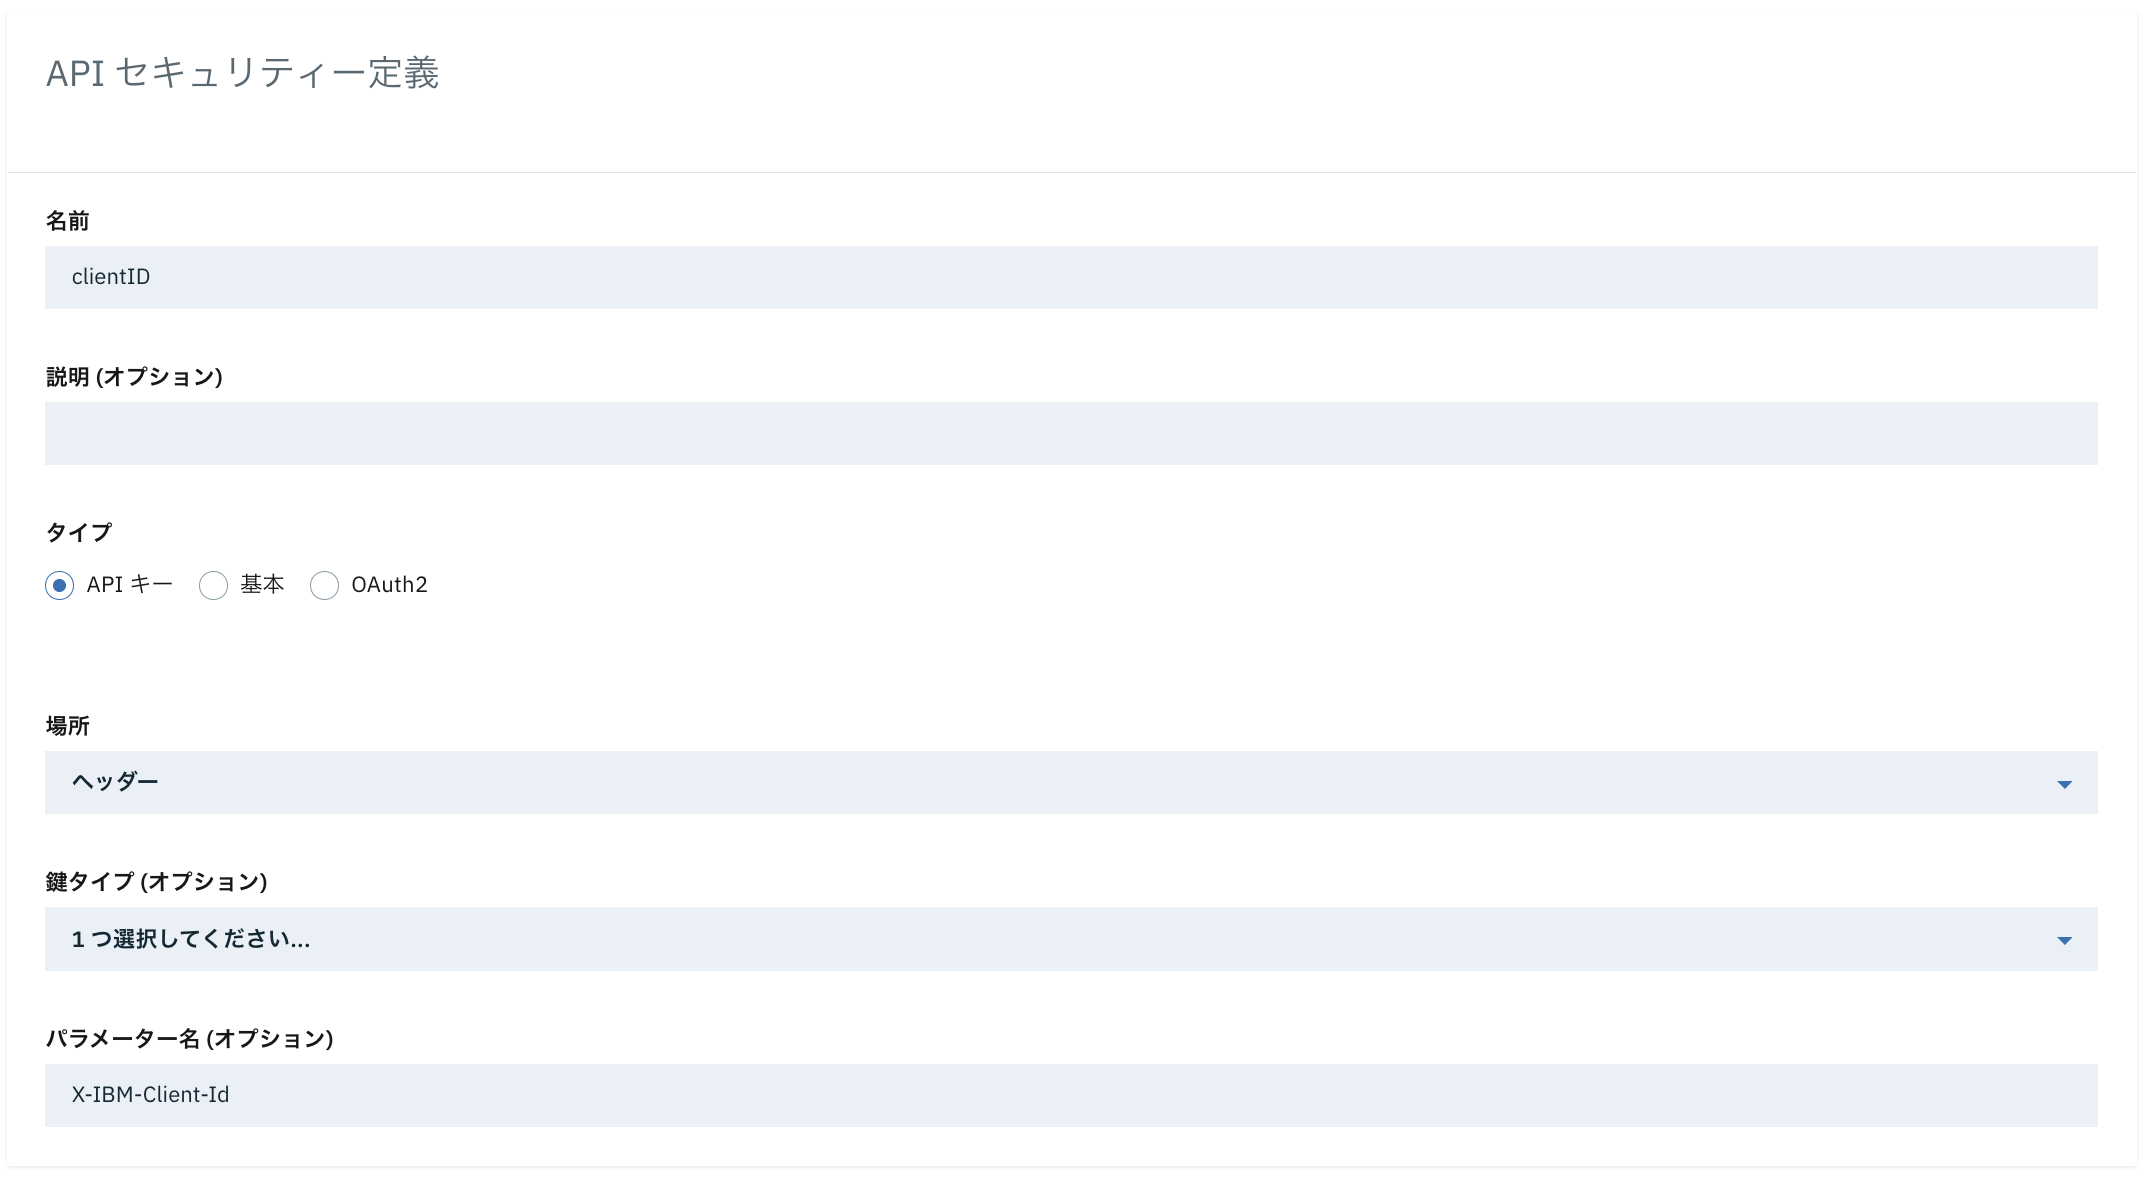 API セキュリティー定義
名前
clientID
説明 (オプション)
タイプ
API キー 基本 OAuth2
場所
ヘッダー
鍵タイプ (オプション)
1 つ選択してください...
パラメーター名 (オプション)
X-IBM-Client-Id